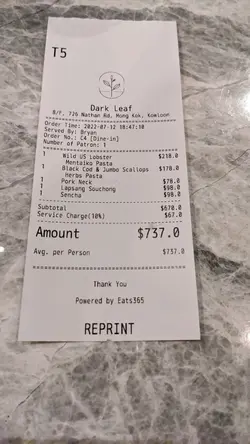 T5
Dark Leaf
8/F, 729 Nathan Rd, Mong Kok, Kowloon
Order Time: 2022-07-12 18:47:10
Served By: Bryan
Order No.: C4 [Dine-in]
Number of Patron: 1
1 Wild US Lobster $218.0
Mentaiko Pasta
1 Black Cod & Jumbo Scallops $178.0
herbs Pasta
1 Pork Neck $78.0
1 Lapsang Souchong $98.0
1 Sencha $98.0
Subtotal $670.0
Service Charge(10%) $67.0
Amount $737.0
Avg. per Person $737.0
Thank You
Powered by Eats365
REPRINT